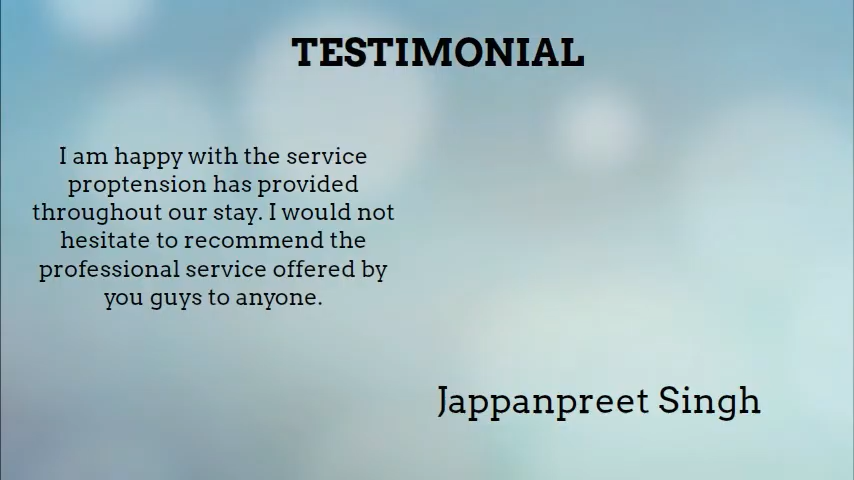 TESTIMONIAL
I am happy with the service
proptension has provided
throughout our stay. I would not
hesitate to recommend the
professional service offered by
you guys to anyone.
Jappanpreet Singh